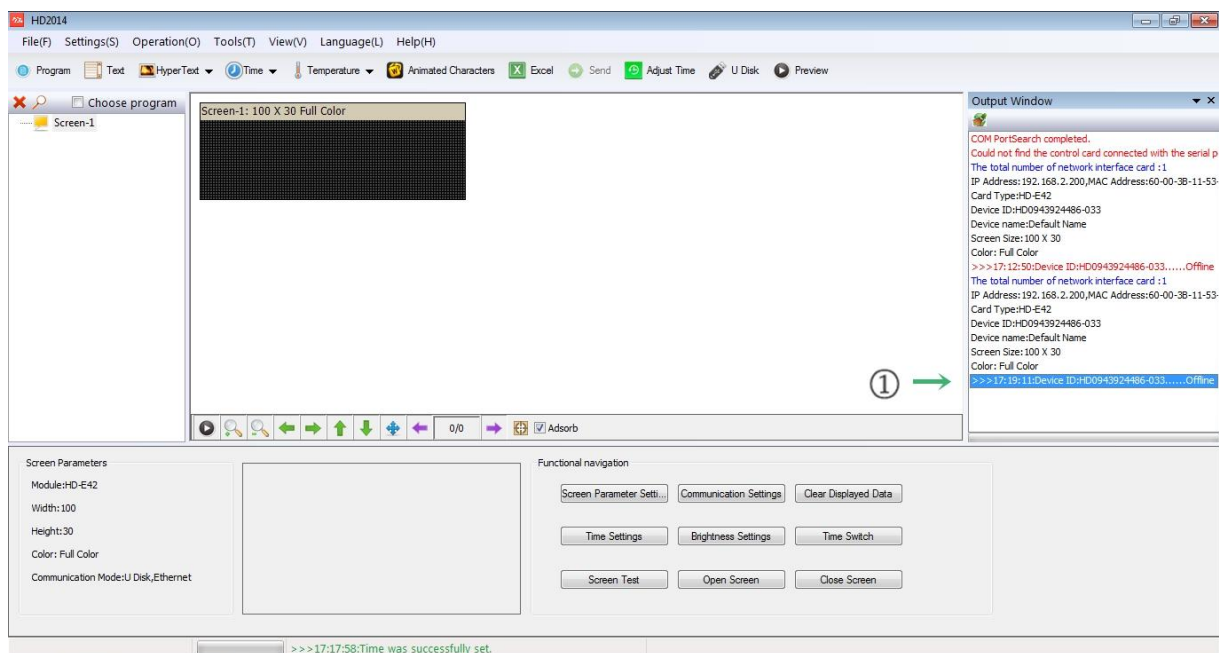 HD2014
File(F) Settings(S) Operation(O) Tools(T) View(V) Language(L) Help(H)
Program Text HyperText Time Temperature Animated Characters Excel Send Adjust Time U Disk Preview
Choose program
Screen-1
Screen-1: 100 X 30 Full Color
0/0 Adsorb
Output Window
COM PortSearch completed.
Could not find the control card connected with the serial p
The total number of network interface card :1
IP Address:192.168.2.200,MAC Address:60-00-3B-11-53-
Card Type:HD-E42
Device ID:HD0943924486-033
Device name:Default Name
Screen Size:100 X 30
Color: Full Color
>>>17:12:50:Device ID:HD0943924486-033......Offline
The total number of network interface card :1
IP Address:192.168.2.200,MAC Address:60-00-3B-11-53-
Card Type:HD-E42
Device ID:HD0943924486-033
Device name:Default Name
Screen Size:100 X 30
Color: Full Color
①
>>>17:19:11:Device ID:HD0943924486-033......Offline
Screen Parameters
Module:HD-E42
Width:100
Height:30
Color: Full Color
Communication Mode:U Disk,Ethernet
Functional navigation
Screen Parameter Setti... Communication Settings Clear Displayed Data
Time Settings Brightness Settings Time Switch
Screen Test Open Screen Close Screen
>>>17:17:58:Time was successfully set.